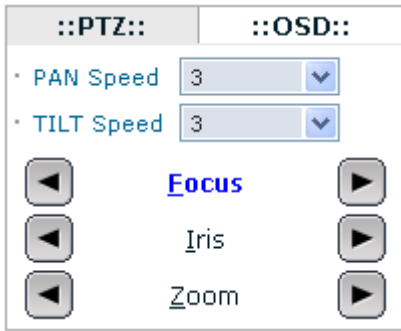 ::PTZ:: ::OSD::
PAN Speed 3
TILT Speed 3
Focus
Iris
Zoom